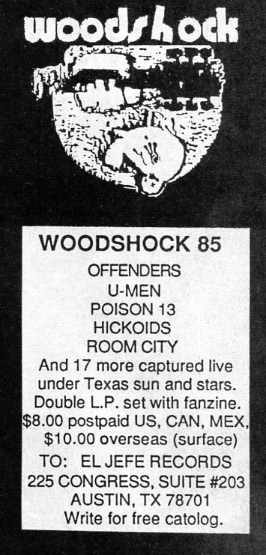 woodshock
WOODSHOCK 85
OFFENDERS
U-MEN
POISON 13
HICKOIDS
ROOM CITY
And 17 more captured live
under Texas sun and stars.
Double L.P. set with fanzine.
$8.00 postpaid US, CAN, MEX,
$10.00 overseas (surface)
TO: EL JEFE RECORDS
225 CONGRESS, SUITE #203
AUSTIN, TX 78701
Write for free catolog.